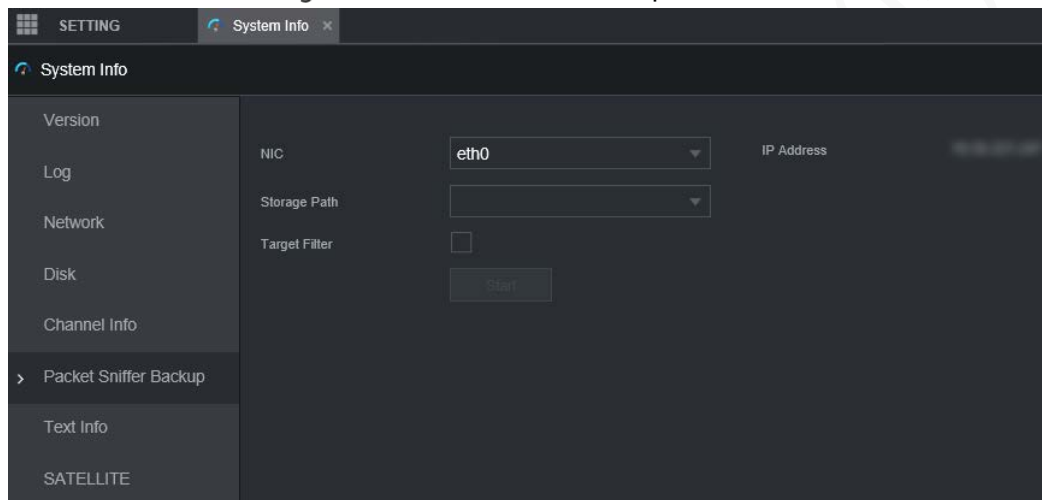 SETTING
System Info ×
System Info
Version
Log
Network
Disk
Channel Info
> Packet Sniffer Backup
Text Info
SATELLITE
NIC
eth0
IP Address
Storage Path
Target Filter
Start